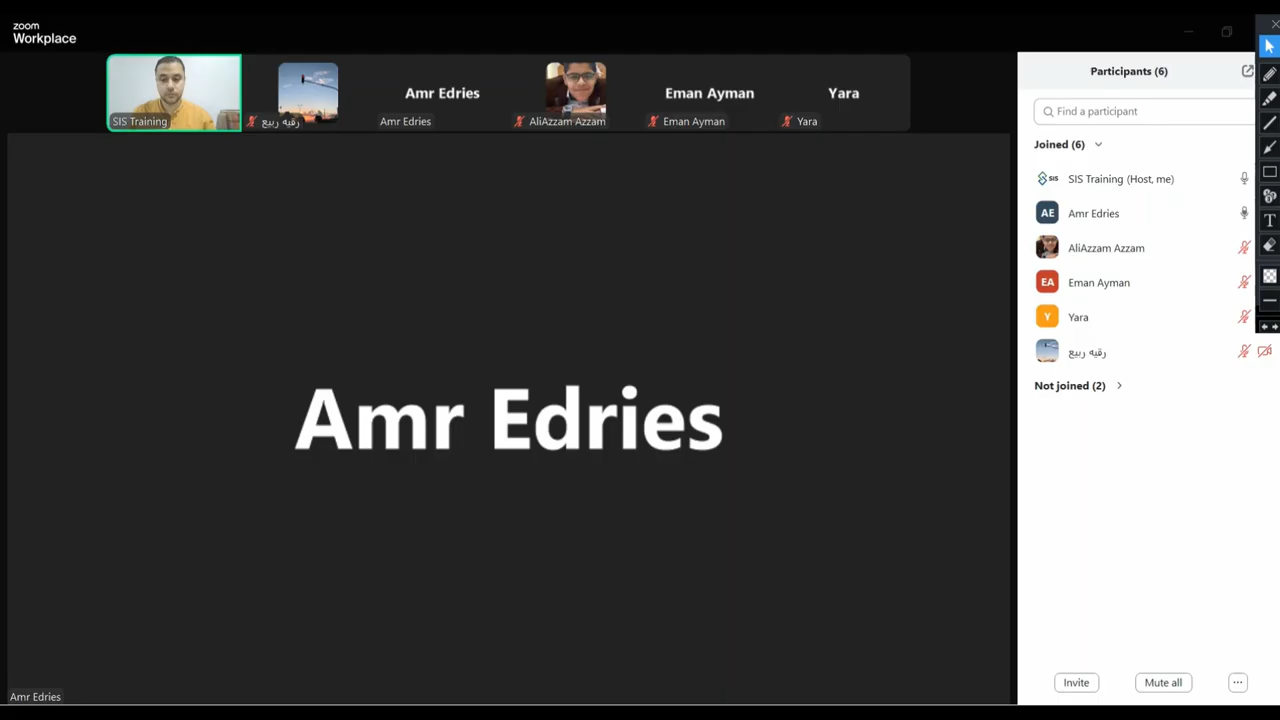 zoom
Workplace
SIS Training
رقيه ربيع
Amr Edries
Amr Edries
AliAzzam Azzam
Eman Ayman
Eman Ayman
Yara
Yara
Amr Edries
Amr Edries
Participants (6)
Find a participant
Joined (6)
SIS
SIS Training (Host, me)
AE
Amr Edries
AliAzzam Azzam
EA
Eman Ayman
Y
Yara
رقيه ربيع
Not joined (2)
Invite
Mute all
T